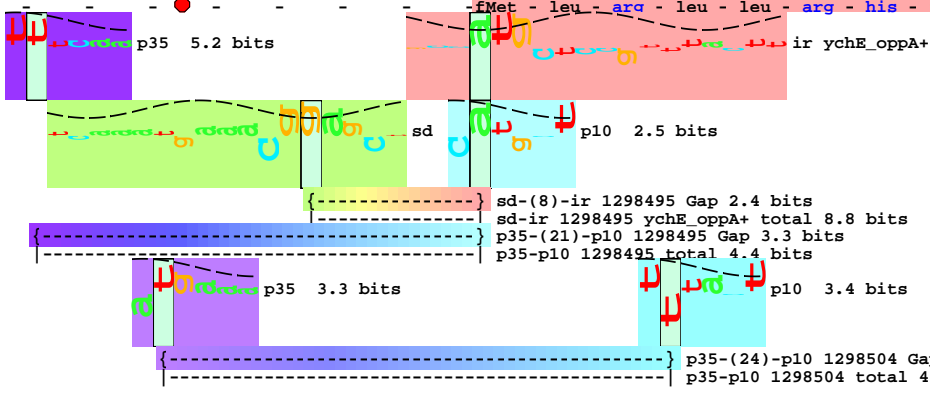 - - - - - - - - fMet - leu - arg - leu - leu - arg - his -
p35 5.2 bits
ir ychE_oppA+
sd
p10 2.5 bits
{---------------} sd-(8)-ir 1298495 Gap 2.4 bits
|---------------| sd-ir 1298495 ychE_oppA+ total 8.8 bits
{-----------------------------------------} p35-(21)-p10 1298495 Gap 3.3 bits
|-----------------------------------------| p35-p10 1298495 total 4.4 bits
p35 3.3 bits
p10 3.4 bits
{-----------------------------------------------} p35-(24)-p10 1298504
|-----------------------------------------------| p35-p10 1298504 total 4